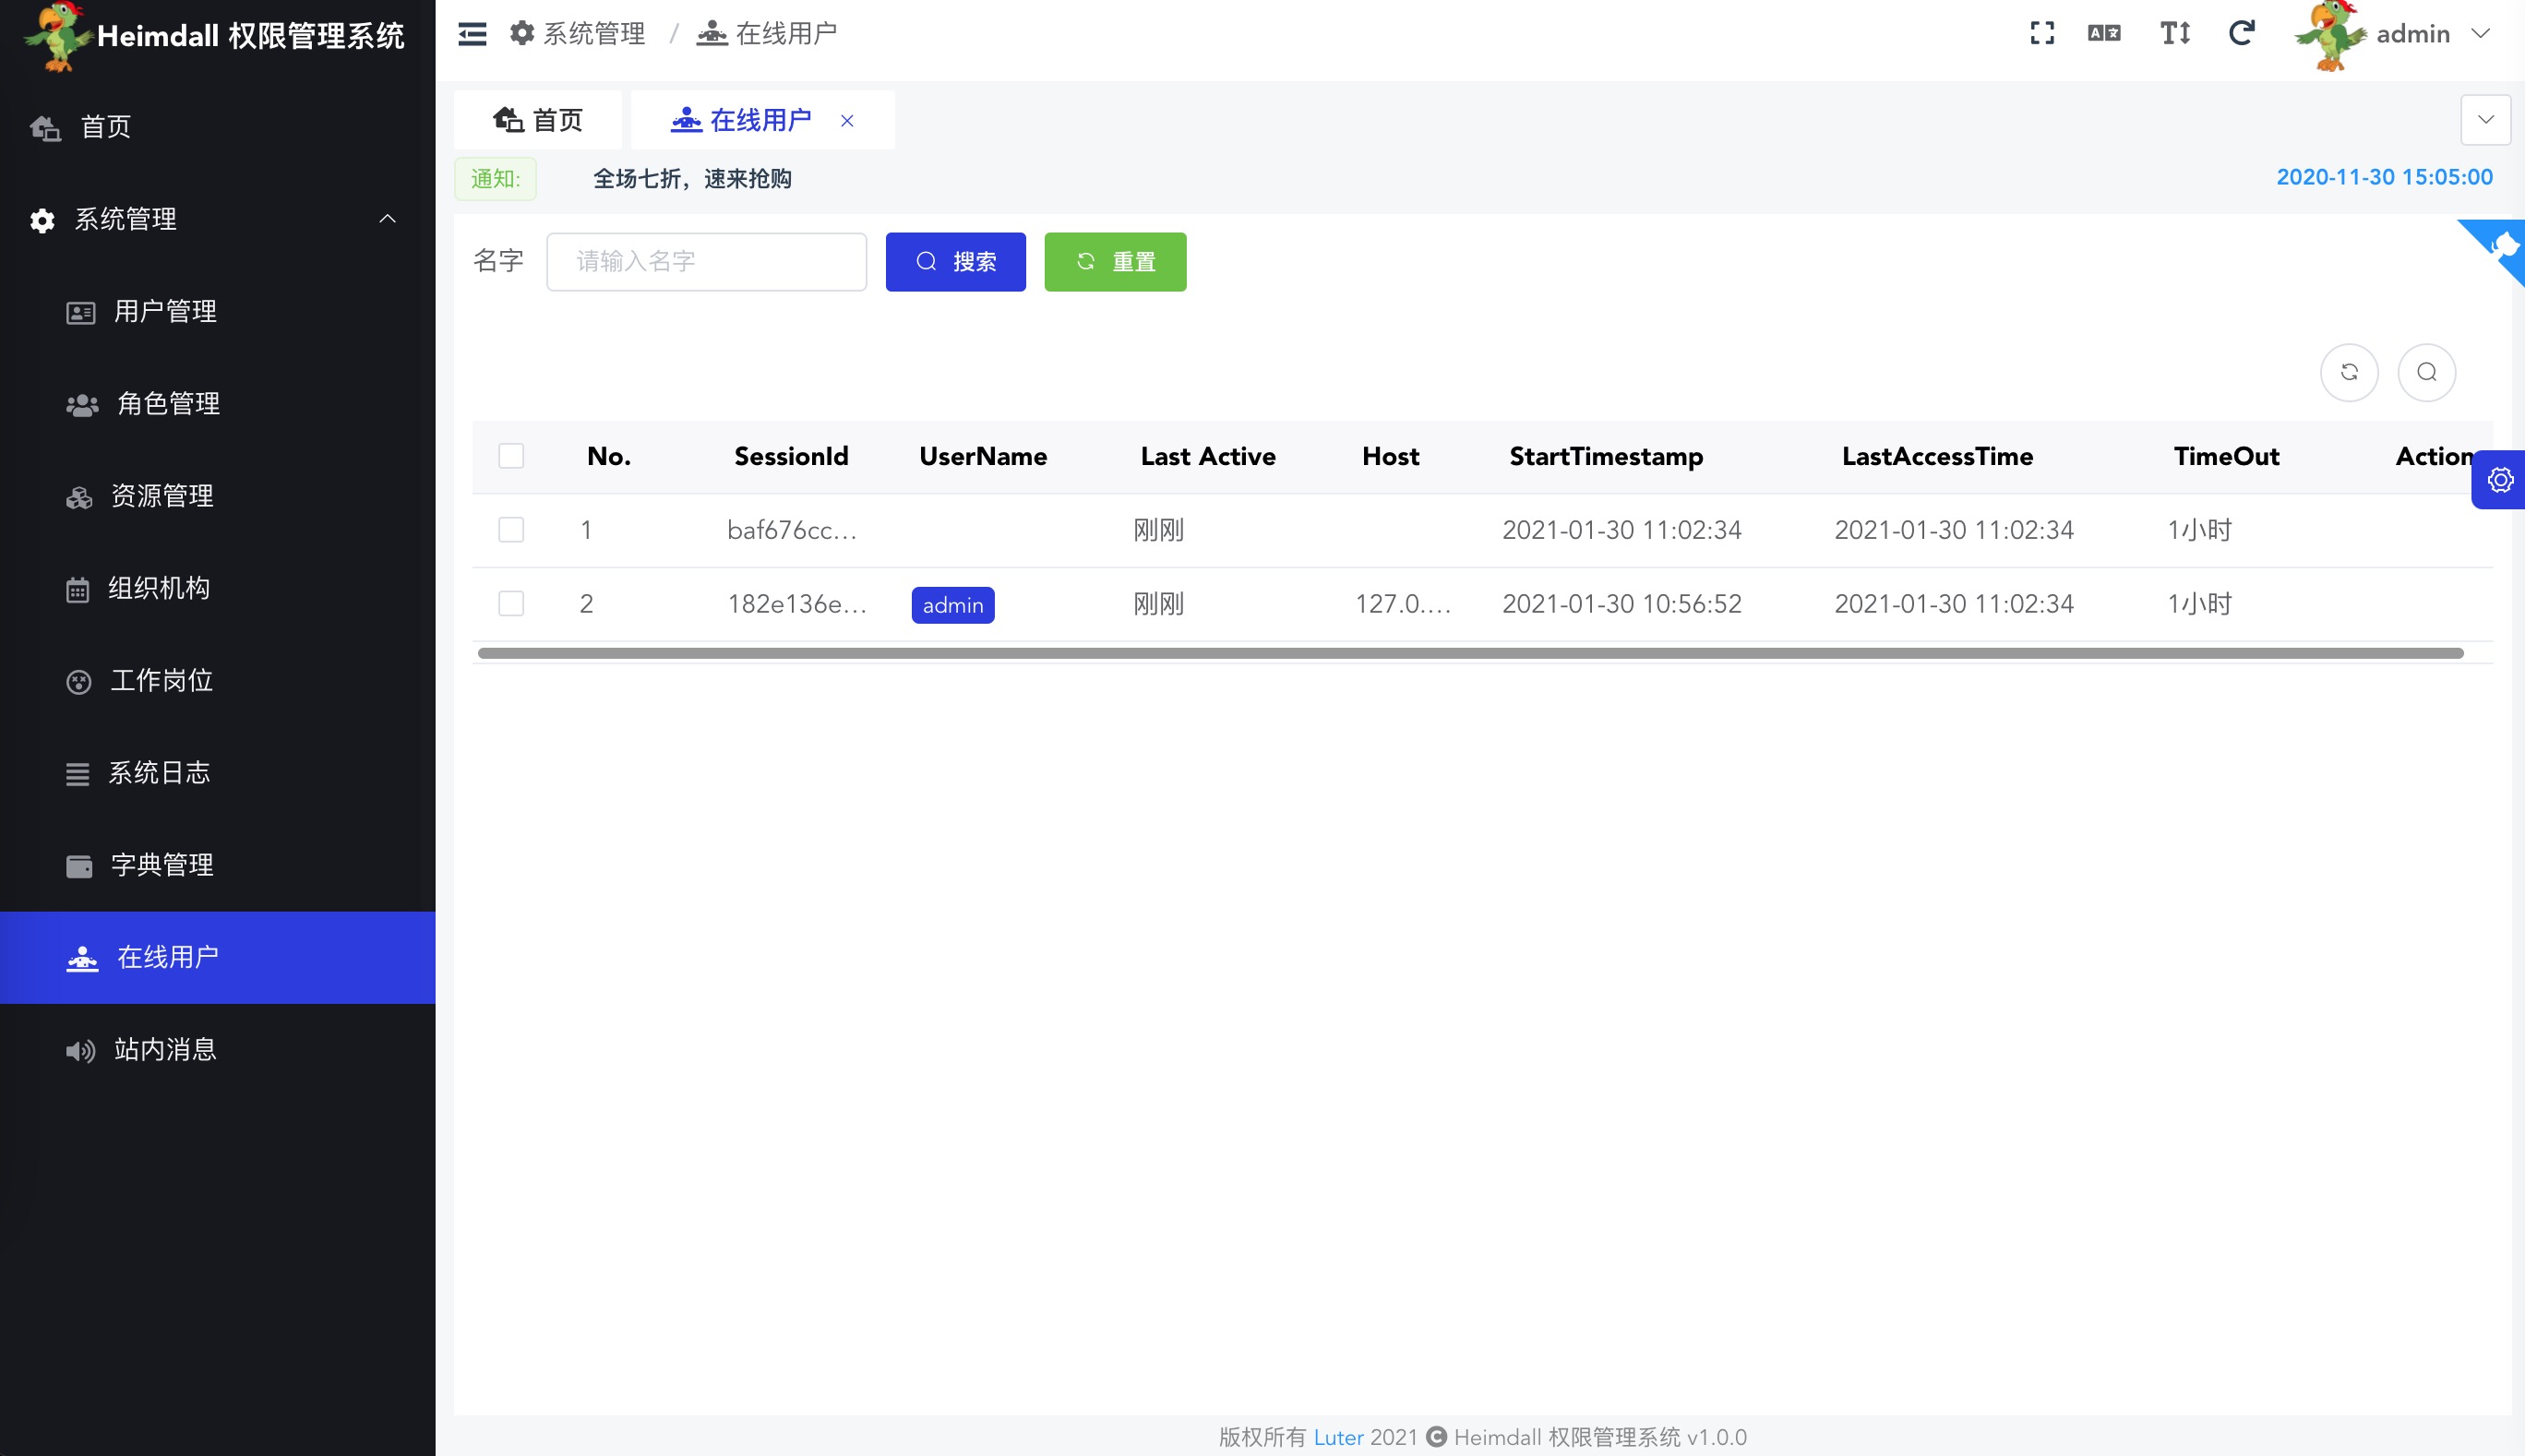 Heimdall 权限管理系统
首页
系统管理
用户管理
角色管理
资源管理
组织机构
工作岗位
系统日志
字典管理
在线用户
站内消息
系统管理 / 在线用户
admin
首页 在线用户
通知: 全场七折，速来抢购 2020-11-30 15:05:00
名字 请输入名字 搜索 重置
No. SessionId UserName Last Active Host StartTimestamp LastAccessTime TimeOut Action
1 baf676cc... 刚刚 2021-01-30 11:02:34 2021-01-30 11:02:34 1小时
2 182e136e... admin 刚刚 127.0.... 2021-01-30 10:56:52 2021-01-30 11:02:34 1小时
版权所有 Luter 2021 © Heimdall 权限管理系统 v1.0.0